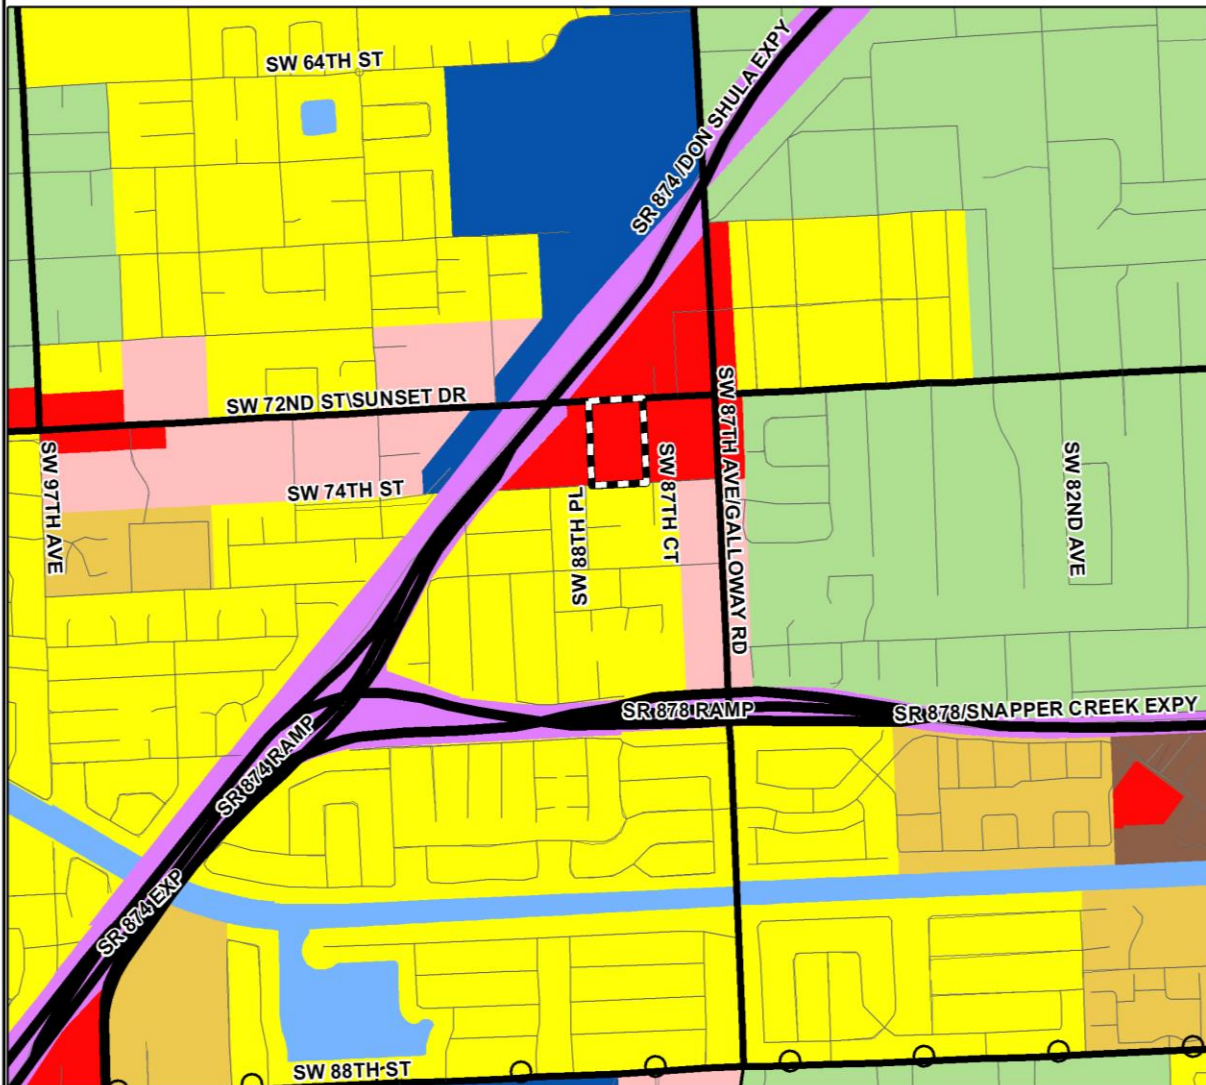 SW 64TH ST
SR 874 /DON SHULA EXPY
SW 72ND ST\SUNSET DR
SW 97TH AVE
SW 74TH ST
SW 88TH PL
SW 87TH CT
SW 87TH AVE/GALLOWAY RD
SW 82ND AVE
SR 874 RAMP
SR 878 RAMP
SR 878/SNAPPER CREEK EXPY
SR 874 EXP
SW 88TH ST